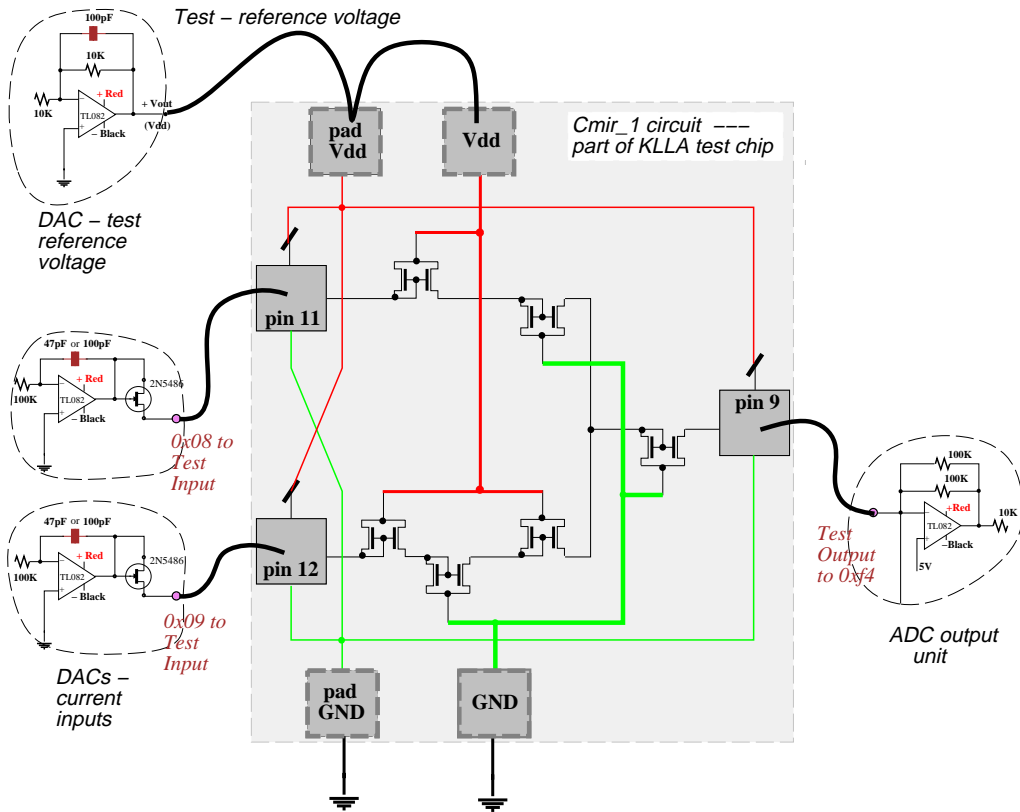 Test – reference voltage
100pF
10K
10K
+ Red
TL082
– Black
+ Vout
(Vdd)
DAC – test
reference
voltage
pad
Vdd
Vdd
Cmir_1 circuit –––
part of KLLA test chip
pin 11
47pF or 100pF
100K
+ Red
TL082
– Black
2N5486
0x08 to
Test
Input
pin 9
100K
100K
10K
+Red
TL082
–Black
5V
Test
Output
to 0xf4
ADC output
unit
pin 12
47pF or 100pF
100K
+ Red
TL082
– Black
2N5486
0x09 to
Test
Input
DACs –
current
inputs
pad
GND
GND